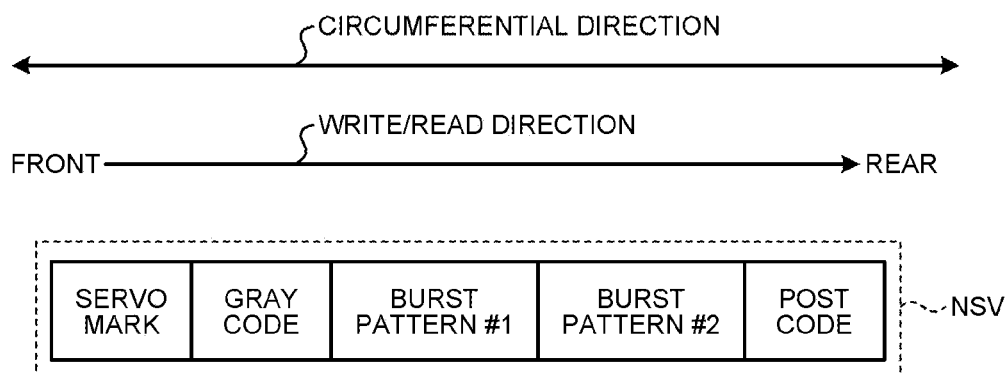 CIRCUMFERENTIAL DIRECTION
WRITE/READ DIRECTION
FRONT
REAR
SERVO MARK
GRAY CODE
BURST PATTERN #1
BURST PATTERN #2
POST CODE
NSV